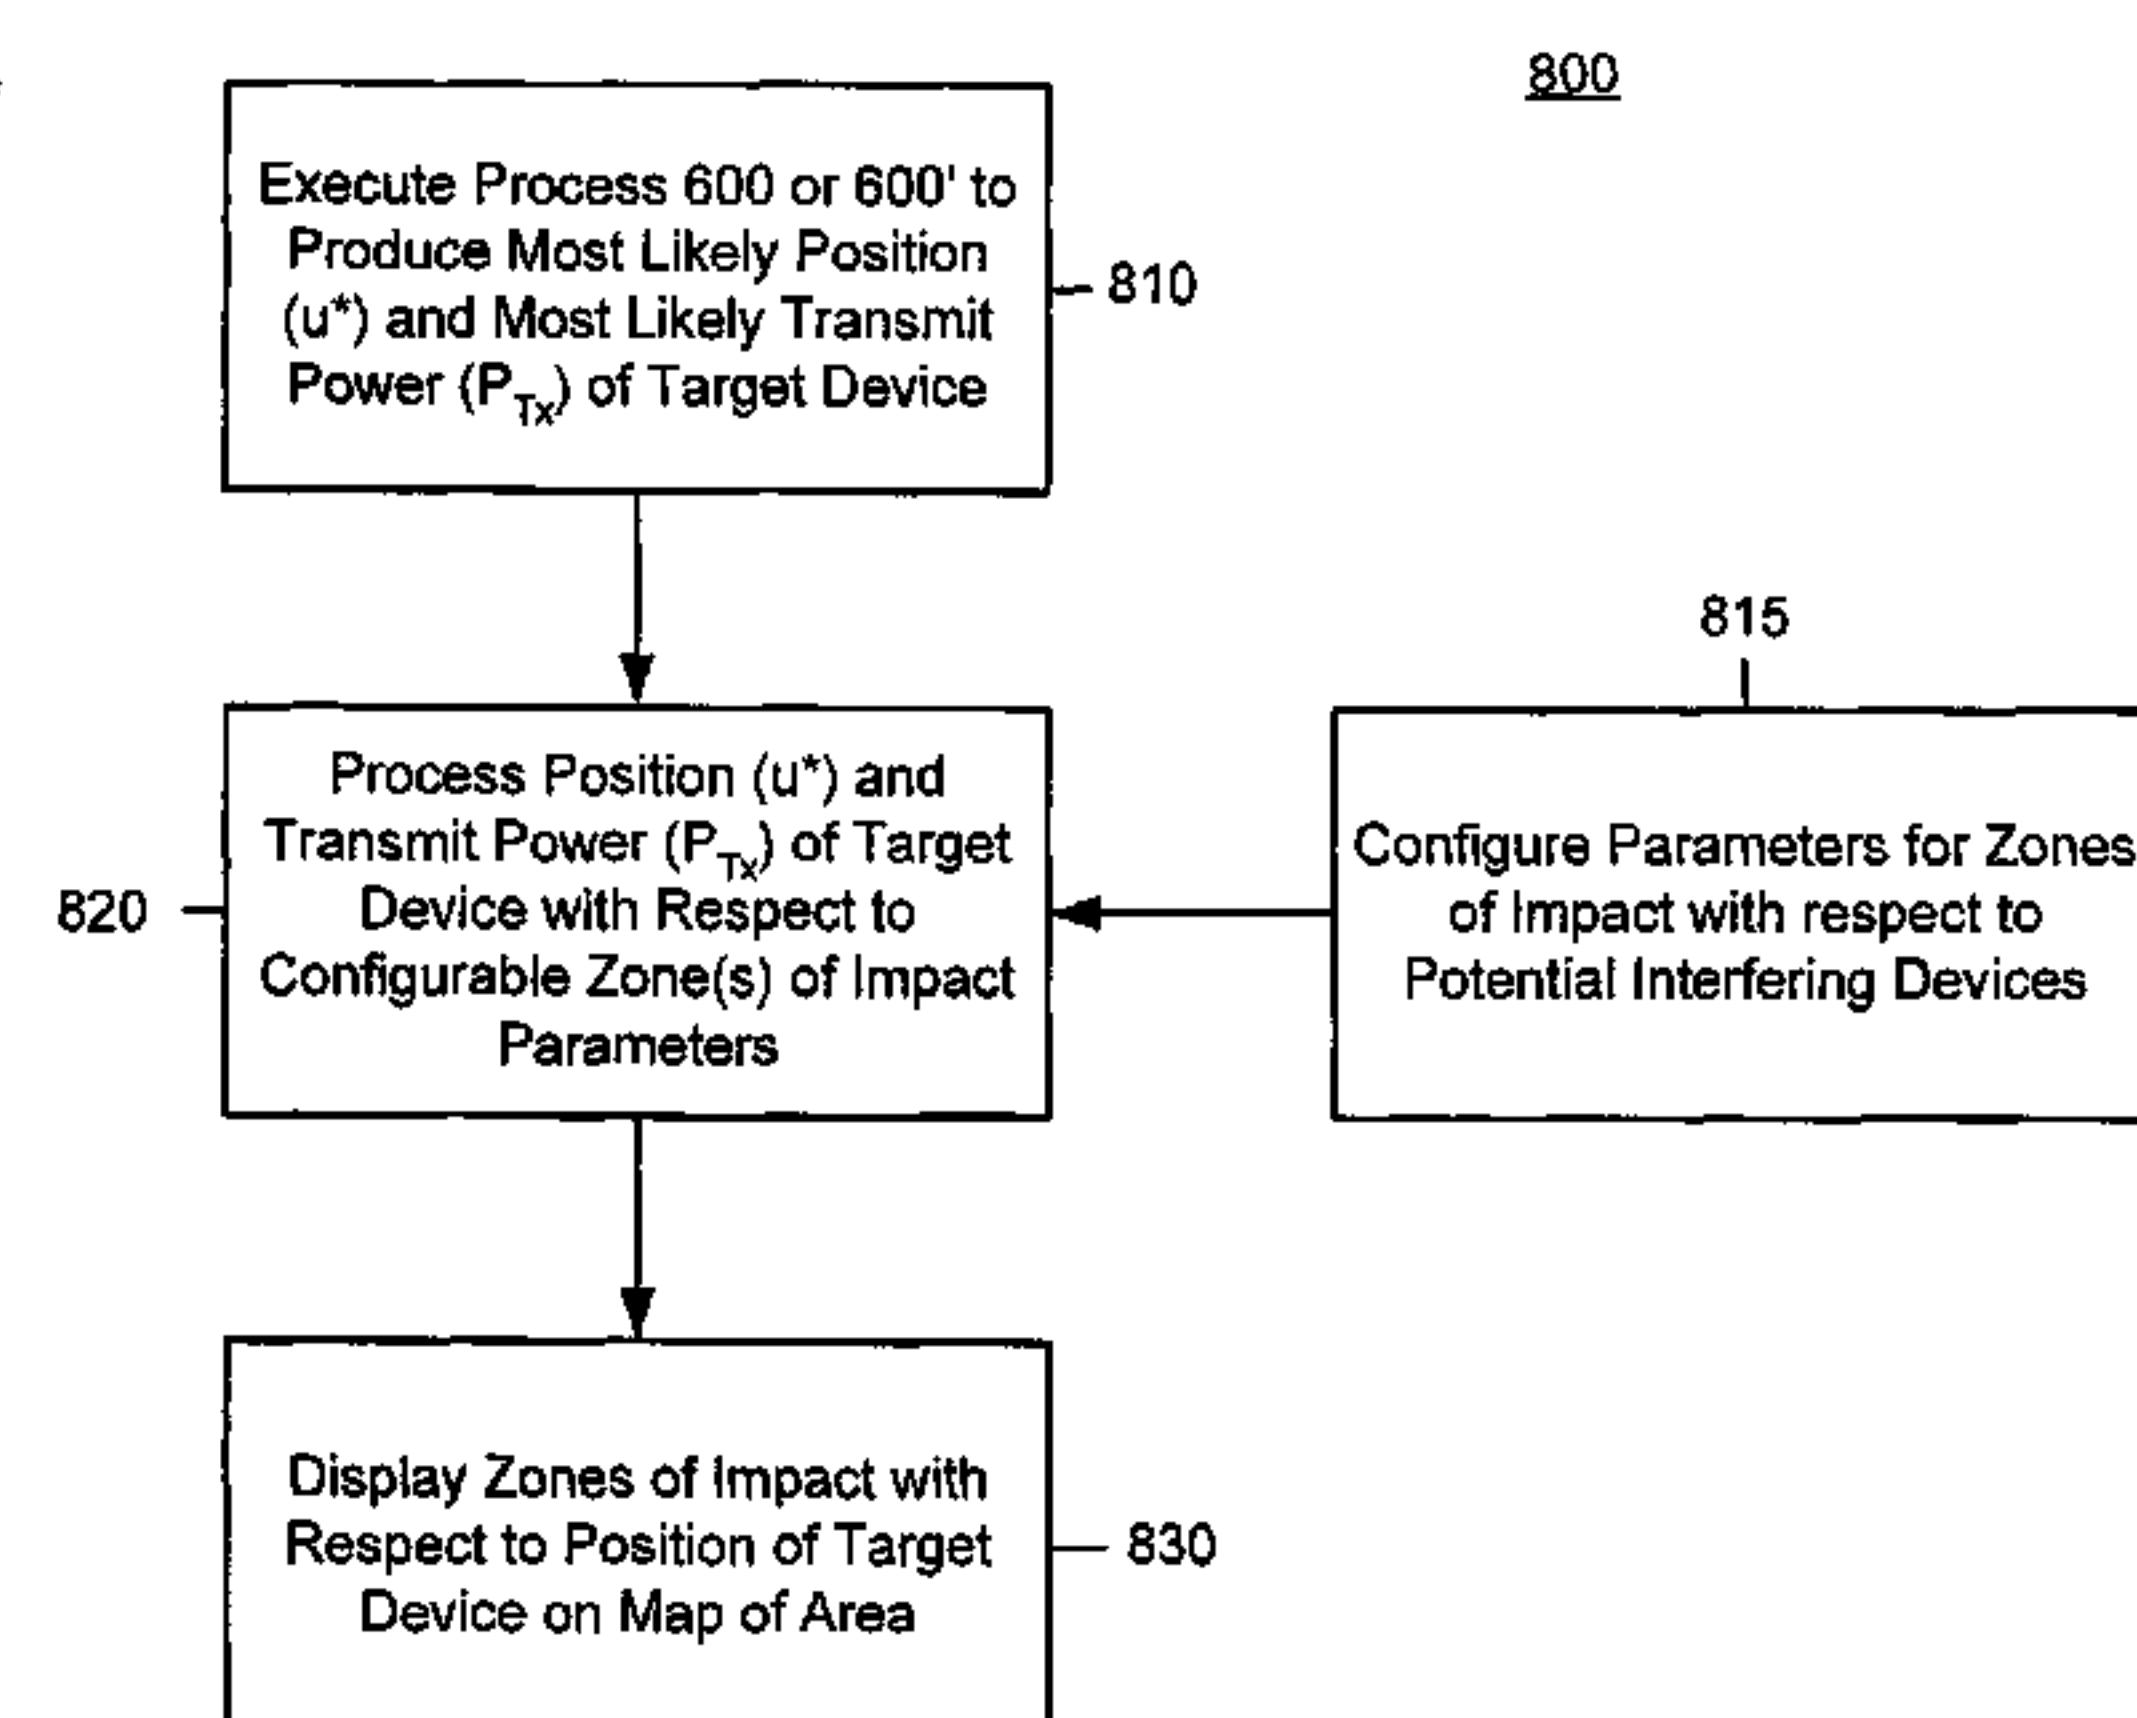 800
Execute Process 600 or 600' to
Produce Most Likely Position
(u*) and Most Likely Transmit
Power (P_Tx) of Target Device
810
815
Process Position (u*) and
Transmit Power (P_Tx) of Target
Device with Respect to
Configurable Zone(s) of Impact
Parameters
820
Configure Parameters for Zones
of Impact with respect to
Potential Interfering Devices
Display Zones of Impact with
Respect to Position of Target
Device on Map of Area
830